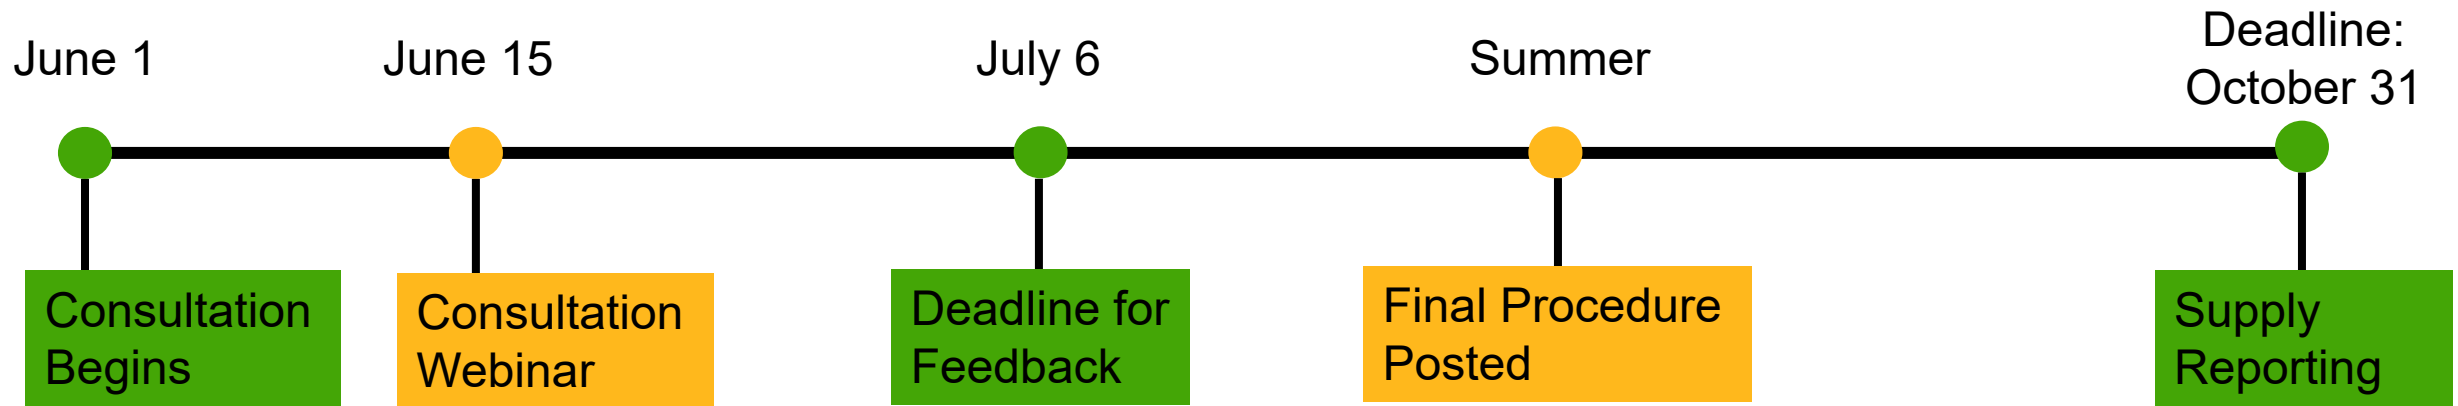 June 1
June 15
July 6
Summer
Deadline:
October 31
Consultation
Begins
Consultation
Webinar
Deadline for
Feedback
Final Procedure
Posted
Supply
Reporting